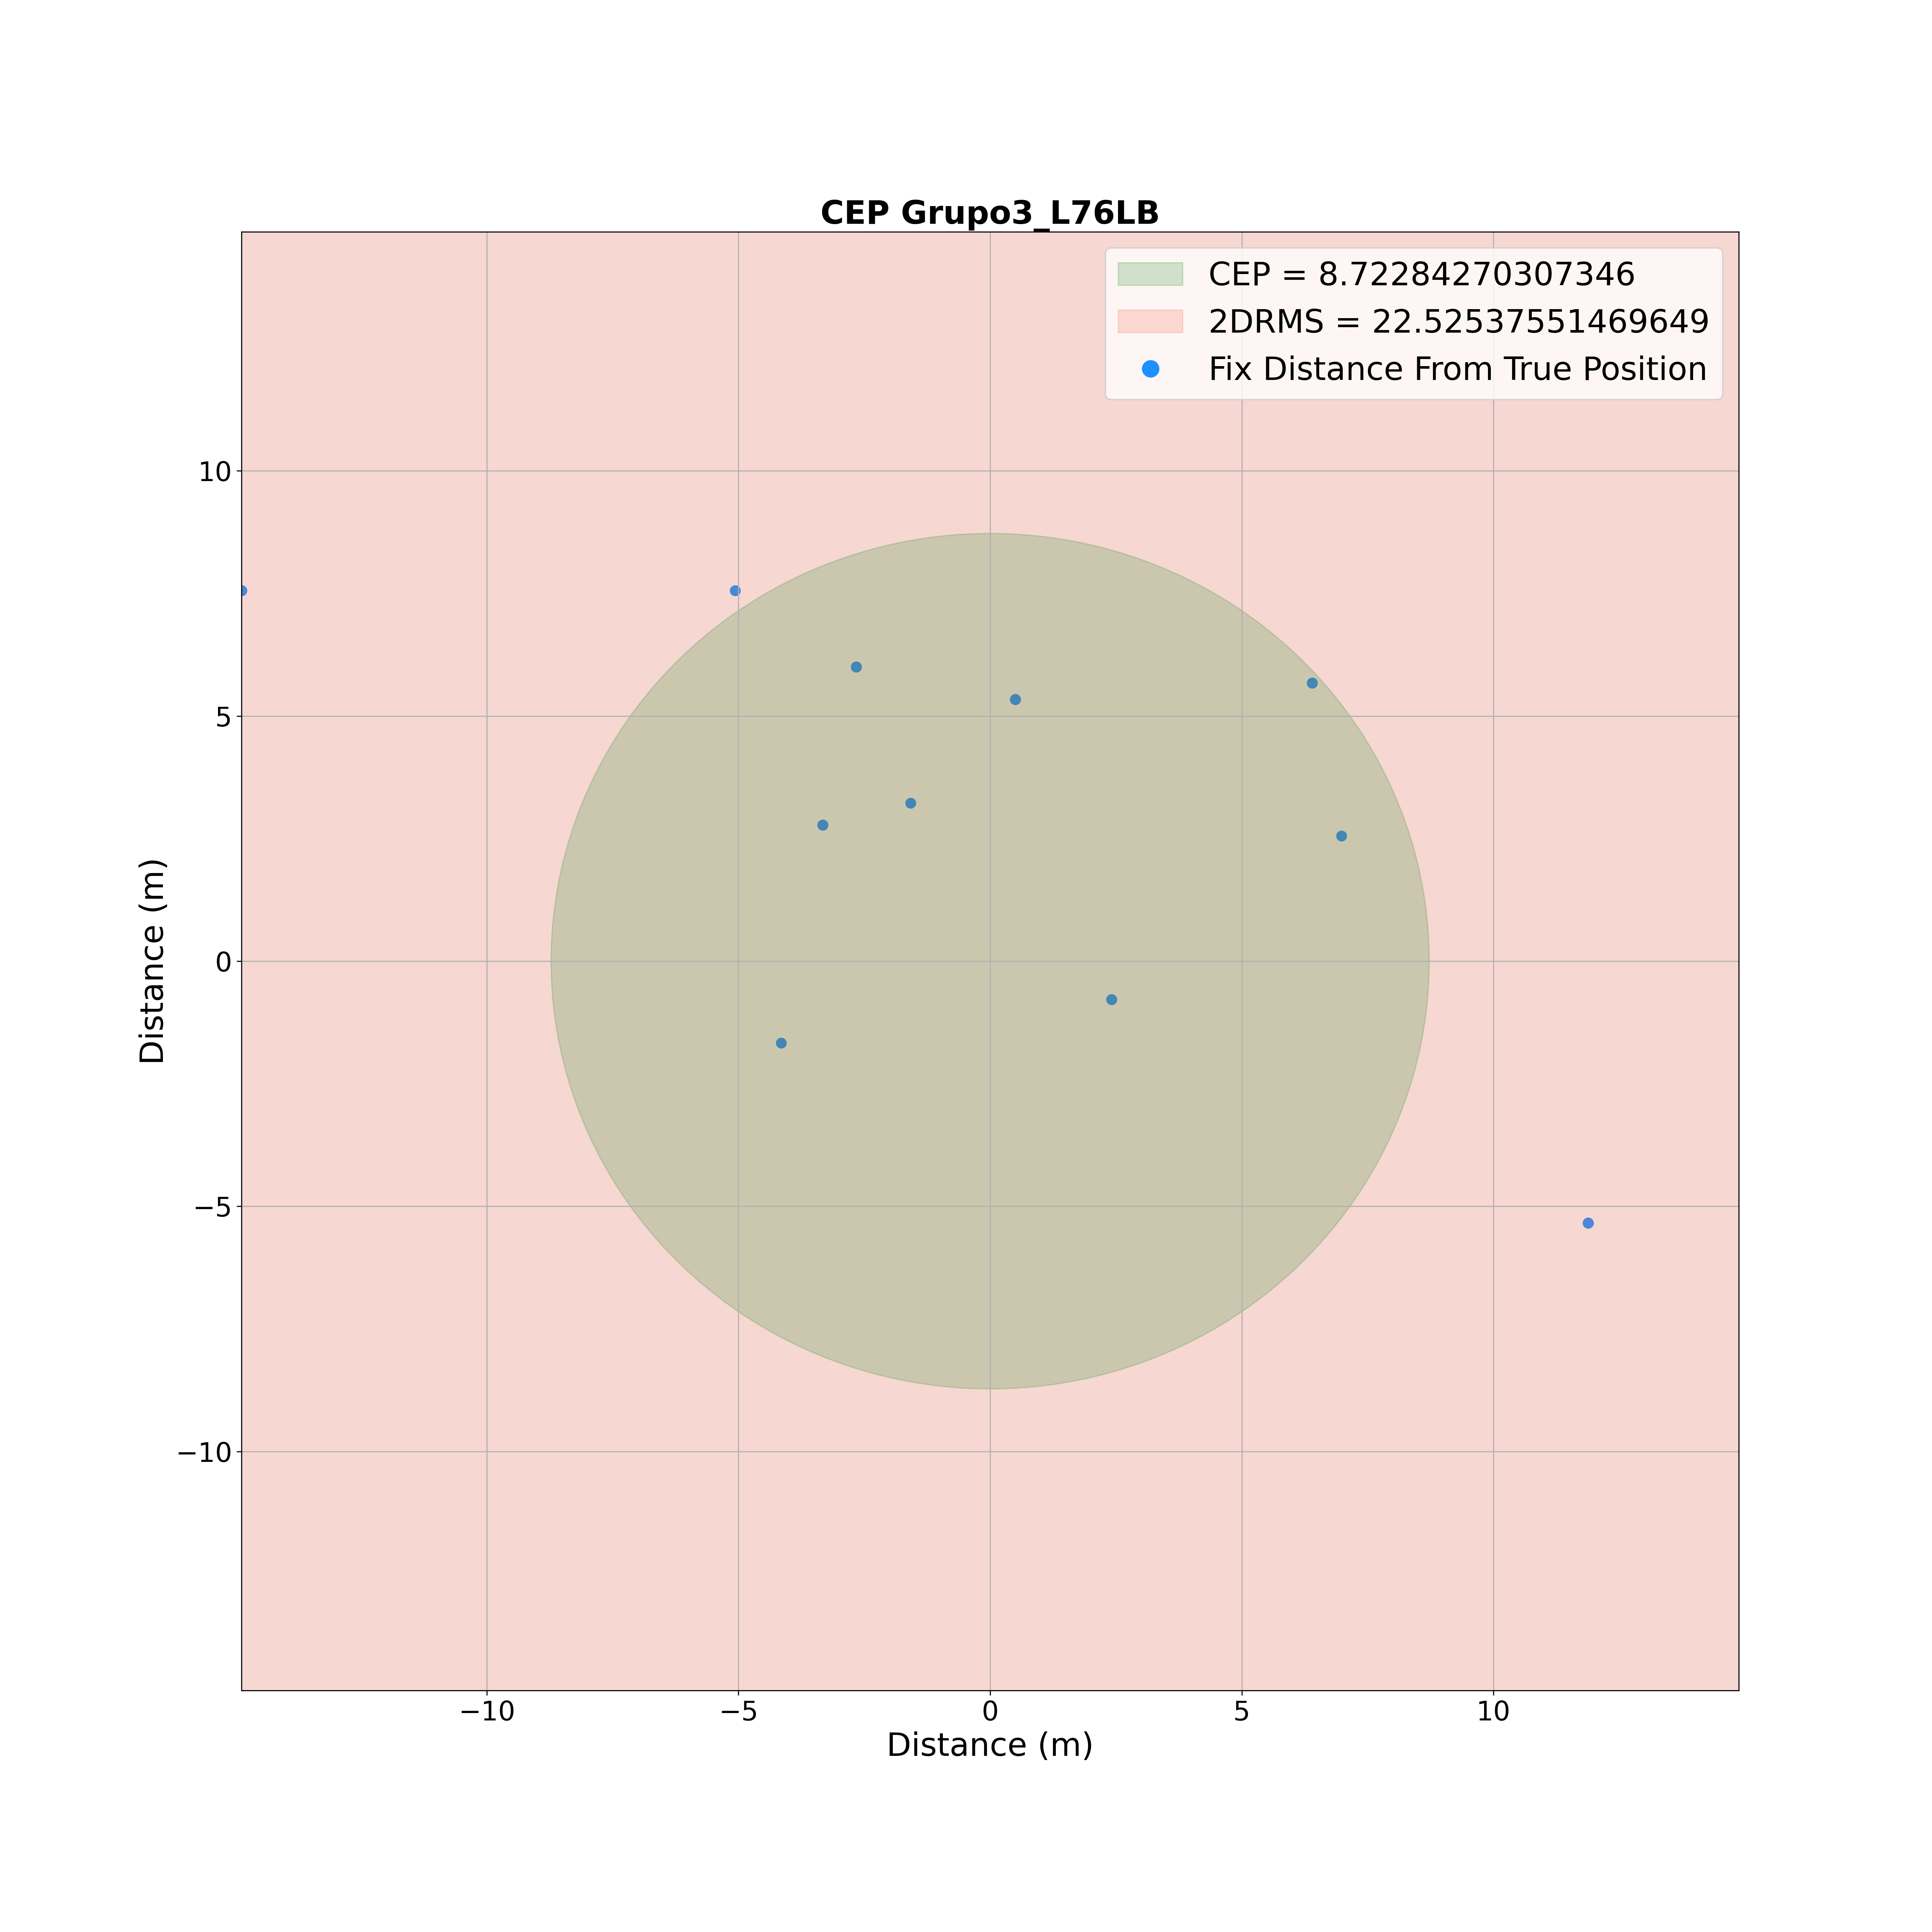 CEP Grupo3_L76LB
CEP = 8.72284270307346
2DRMS = 22.52537551469649
Fix Distance From True Position
10
5
0
−5
−10
Distance (m)
−10 −5 0 5 10
Distance (m)